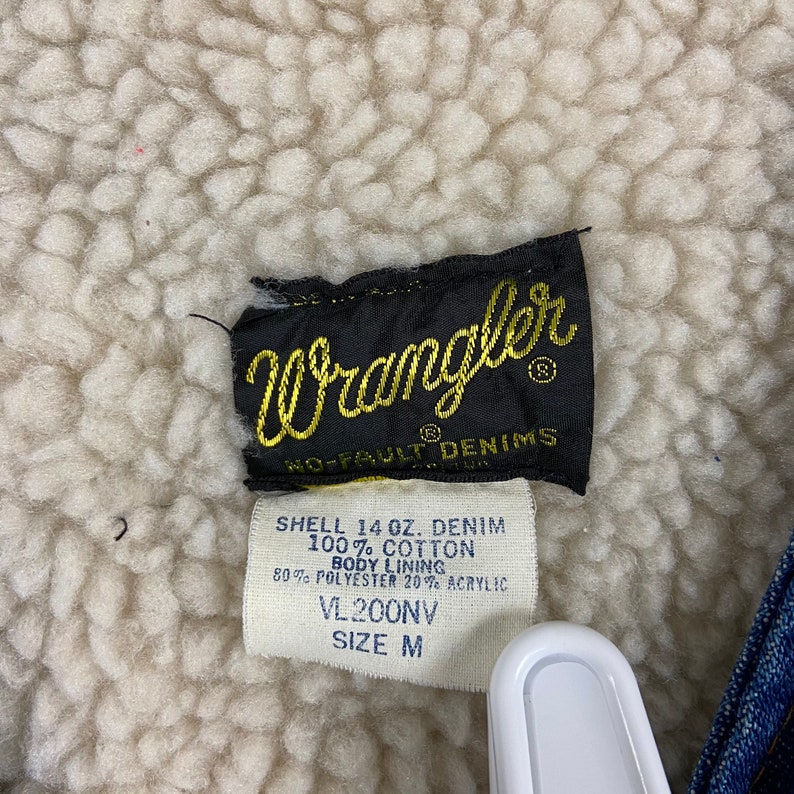 Wrangler ®
® 
NO-FAULT DENIMS
SHELL 14 OZ. DENIM
100% COTTON
BODY LINING
80% POLYESTER 20% ACRYLIC
VL200NV
SIZE M